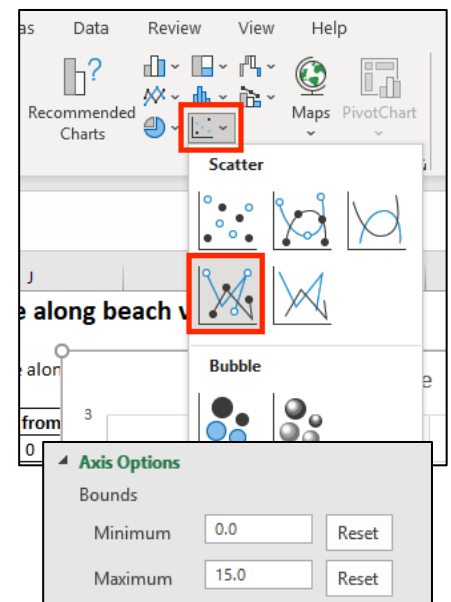 as Data Review View Help
Recommended
Charts
Maps PivotChart
Scatter
J
e along beach v
alon
e
Bubble
from
3
0
Axis Options
Bounds
Minimum 0.0 Reset
Maximum 15.0 Reset